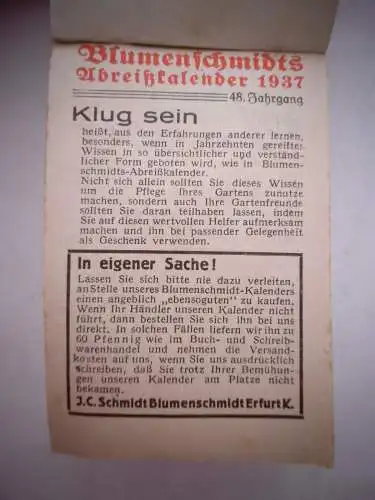 Blumenschmidts
Abreißkalender 1937
48. Jahrgang
Klug sein
heißt, aus den Erfahrungen anderer lernen,
besonders, wenn in Jahrzehnten gereiftes
Wissen in so übersichtlicher und verständ-
licher Form geboten wird, wie in Blumen-
schmidts-Abreißkalender.
Nicht sich allein sollten Sie dieses Wissen
um die Pflege Ihres Gartens zunutze
machen, sondern auch Ihre Gartenfreunde
sollten Sie daran teilhaben lassen, indem
Sie auf diesen wertvollen Helfer aufmerksam
machen und ihn bei passender Gelegenheit
als Geschenk verwenden.
In eigener Sache!
Lassen Sie sich bitte nie dazu verleiten,
an Stelle unseres Blumenschmidt-Kalenders
einen angeblich „ebensoguten" zu kaufen.
Wenn Ihr Händler unseren Kalender nicht
führt, dann bestellen Sie sich ihn bei uns
direkt. In solchen Fällen liefern wir ihn zu
60 Pfennig wie im Buch- und Schreib-
warenhandel und nehmen die Versand-
kosten auf uns, wenn Sie uns ausdrücklich
schreiben, daß Sie trotz Ihrer Bemühun-
gen unseren Kalender am Platze nicht
bekamen.
J. C. Schmidt Blumenschmidt Erfurt K.